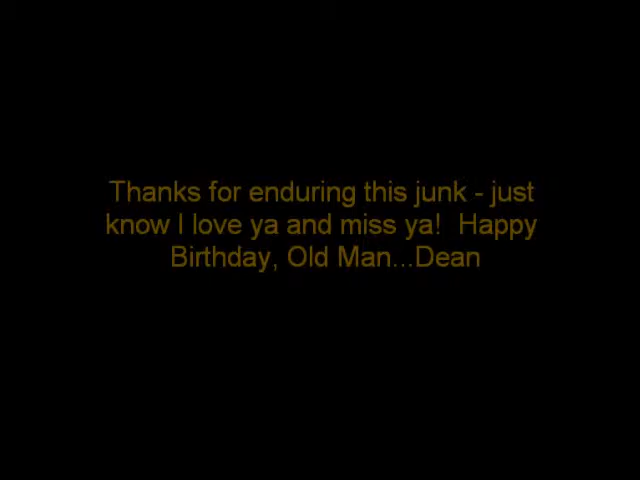 Thanks for enduring this junk - just
know I love ya and miss ya!  Happy
Birthday, Old Man...Dean